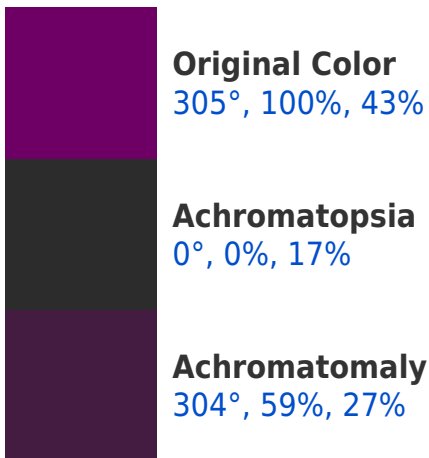 Original Color
305°, 100%, 43%
Achromatopsia
0°, 0%, 17%
Achromatomaly
304°, 59%, 27%